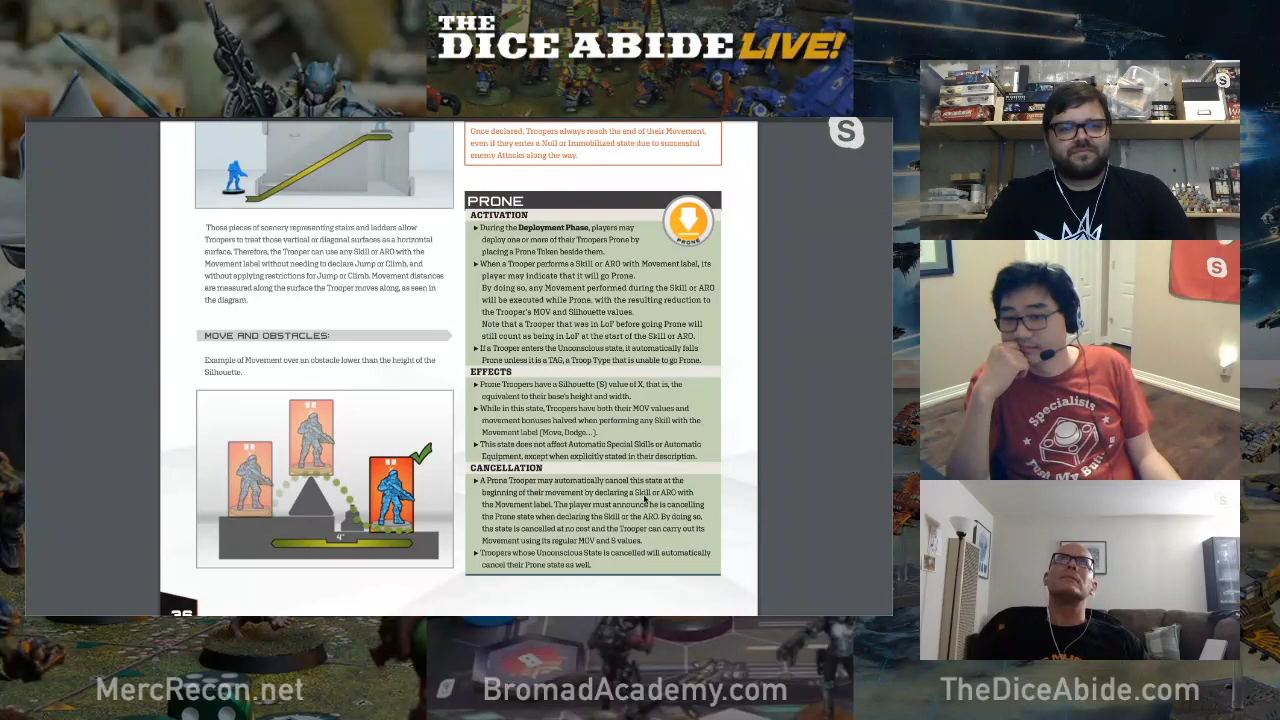 THE
DICE ABIDE LIVE!
Those pieces of scenery representing stairs and ladders allow
Troopers to treat those vertical or diagonal surfaces as a horizontal
surface. Therefore, the Trooper can use any Skill or ARO with the
Movement Label without needing to declare Jump or Climb, and
without applying restrictions for Jump or Climb. Movement distances
are measured along the surface the Trooper moves along, as seen in
the diagram.
MOVE AND OBSTACLES:
Example of Movement over an obstacle lower than the height of the
Silhouette.
4"
36
Once declared, Troopers always reach the end of their Movement,
even if they enter a Null or Immobilized state due to successful
enemy Attacks along the way.
PRONE
PRONE
ACTIVATION
► During the Deployment Phase, players may
deploy one or more of their Troopers Prone by
placing a Prone Token beside them.
► When a Trooper performs a Skill or ARO with Movement label, its
player may indicate that it will go Prone.
By doing so, any Movement performed during the Skill or ARO
will be executed while Prone, with the resulting reduction to
the Trooper's MOV and Silhouette values.
Note that a Trooper that was in LoF before going Prone will
still count as being in LoF at the start of the Skill or ARO.
► If a Trooper enters the Unconscious state, it automatically falls
Prone unless it is a TAG, a Troop Type that is unable to go Prone.
EFFECTS
► Prone Troopers have a Silhouette (S) value of X, that is, the
equivalent to their base's height and width.
► While in this state, Troopers have both their MOV values and
movement bonuses halved when performing any Skill with the
Movement label (Move, Dodge...).
► This state does not affect Automatic Special Skills or Automatic
Equipment, except when explicitly stated in their description.
CANCELLATION
► A Prone Trooper may automatically cancel this state at the
beginning of their movement by declaring a Skill or ARO with
the Movement label. The player must announce he is cancelling
the Prone state when declaring the Skill or the ARO. By doing so,
the state is cancelled at no cost and the Trooper can carry out its
Movement using its regular MOV and S values.
► Troopers whose Unconscious State is cancelled will automatically
cancel their Prone state as well.
Specialists
Push My Button
MercRecon.net
BromadAcademy.com
TheDiceAbide.com